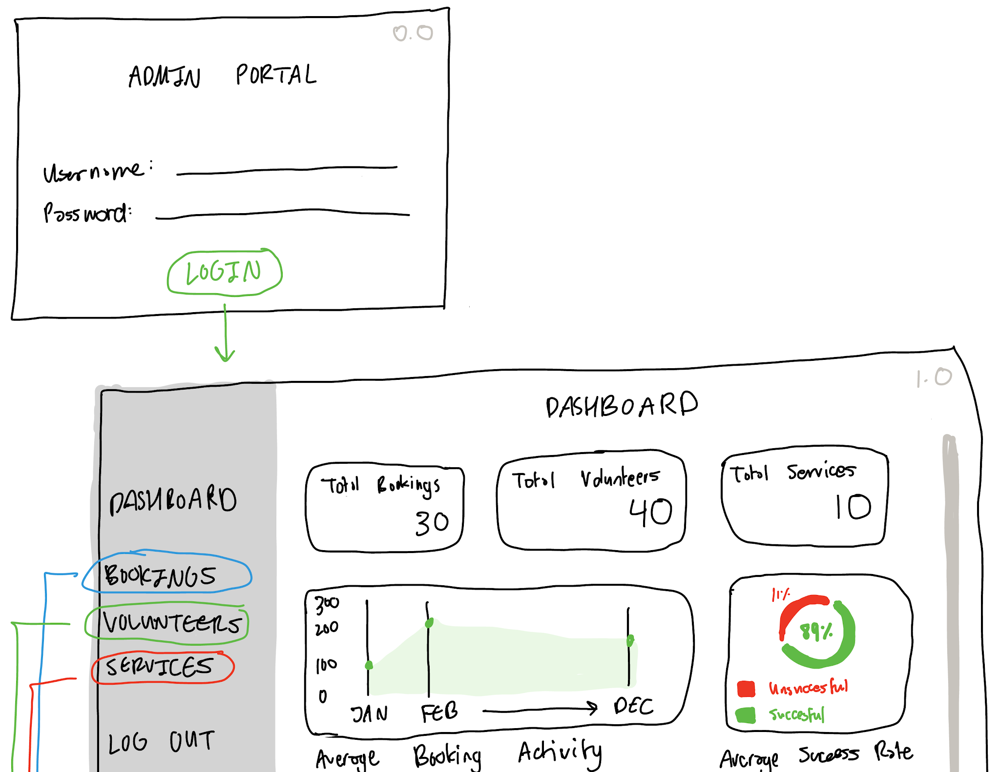 0.0
ADMIN PORTAL
Username:
Password:
LOGIN
1.0
DASHBOARD
DASHBOARD
BOOKINGS
VOLUNTEERS
SERVICES
LOG OUT
Total Bookings
30
Total Volunteers
40
Total Services
10
300
200
100
0
JAN FEB DEC
Average Booking Activity
11%
89%
Unsuccesful
Succesful
Average Success Rate